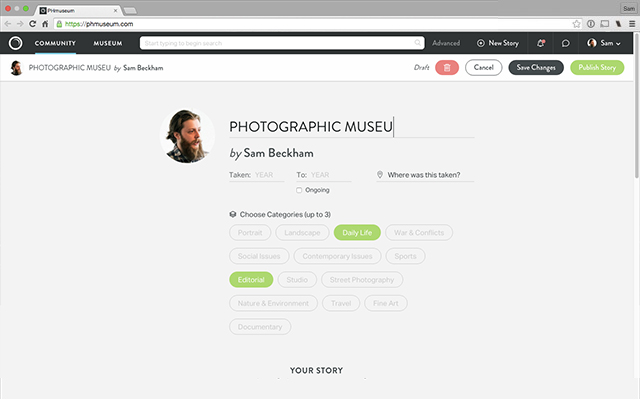 PHmuseum
Sam
https://phmuseum.com
COMMUNITY MUSEUM Start typing to begin search Advanced New Story Sam
PHOTOGRAPHIC MUSEU by Sam Beckham Draft Cancel Save Changes Publish Story
PHOTOGRAPHIC MUSEU
by Sam Beckham
Taken: YEAR To: YEAR Where was this taken?
Ongoing
Choose Categories (up to 3)
Portrait Landscape Daily Life War & Conflicts
Social Issues Contemporary Issues Sports
Editorial Studio Street Photography
Nature & Environment Travel Fine Art
Documentary
YOUR STORY